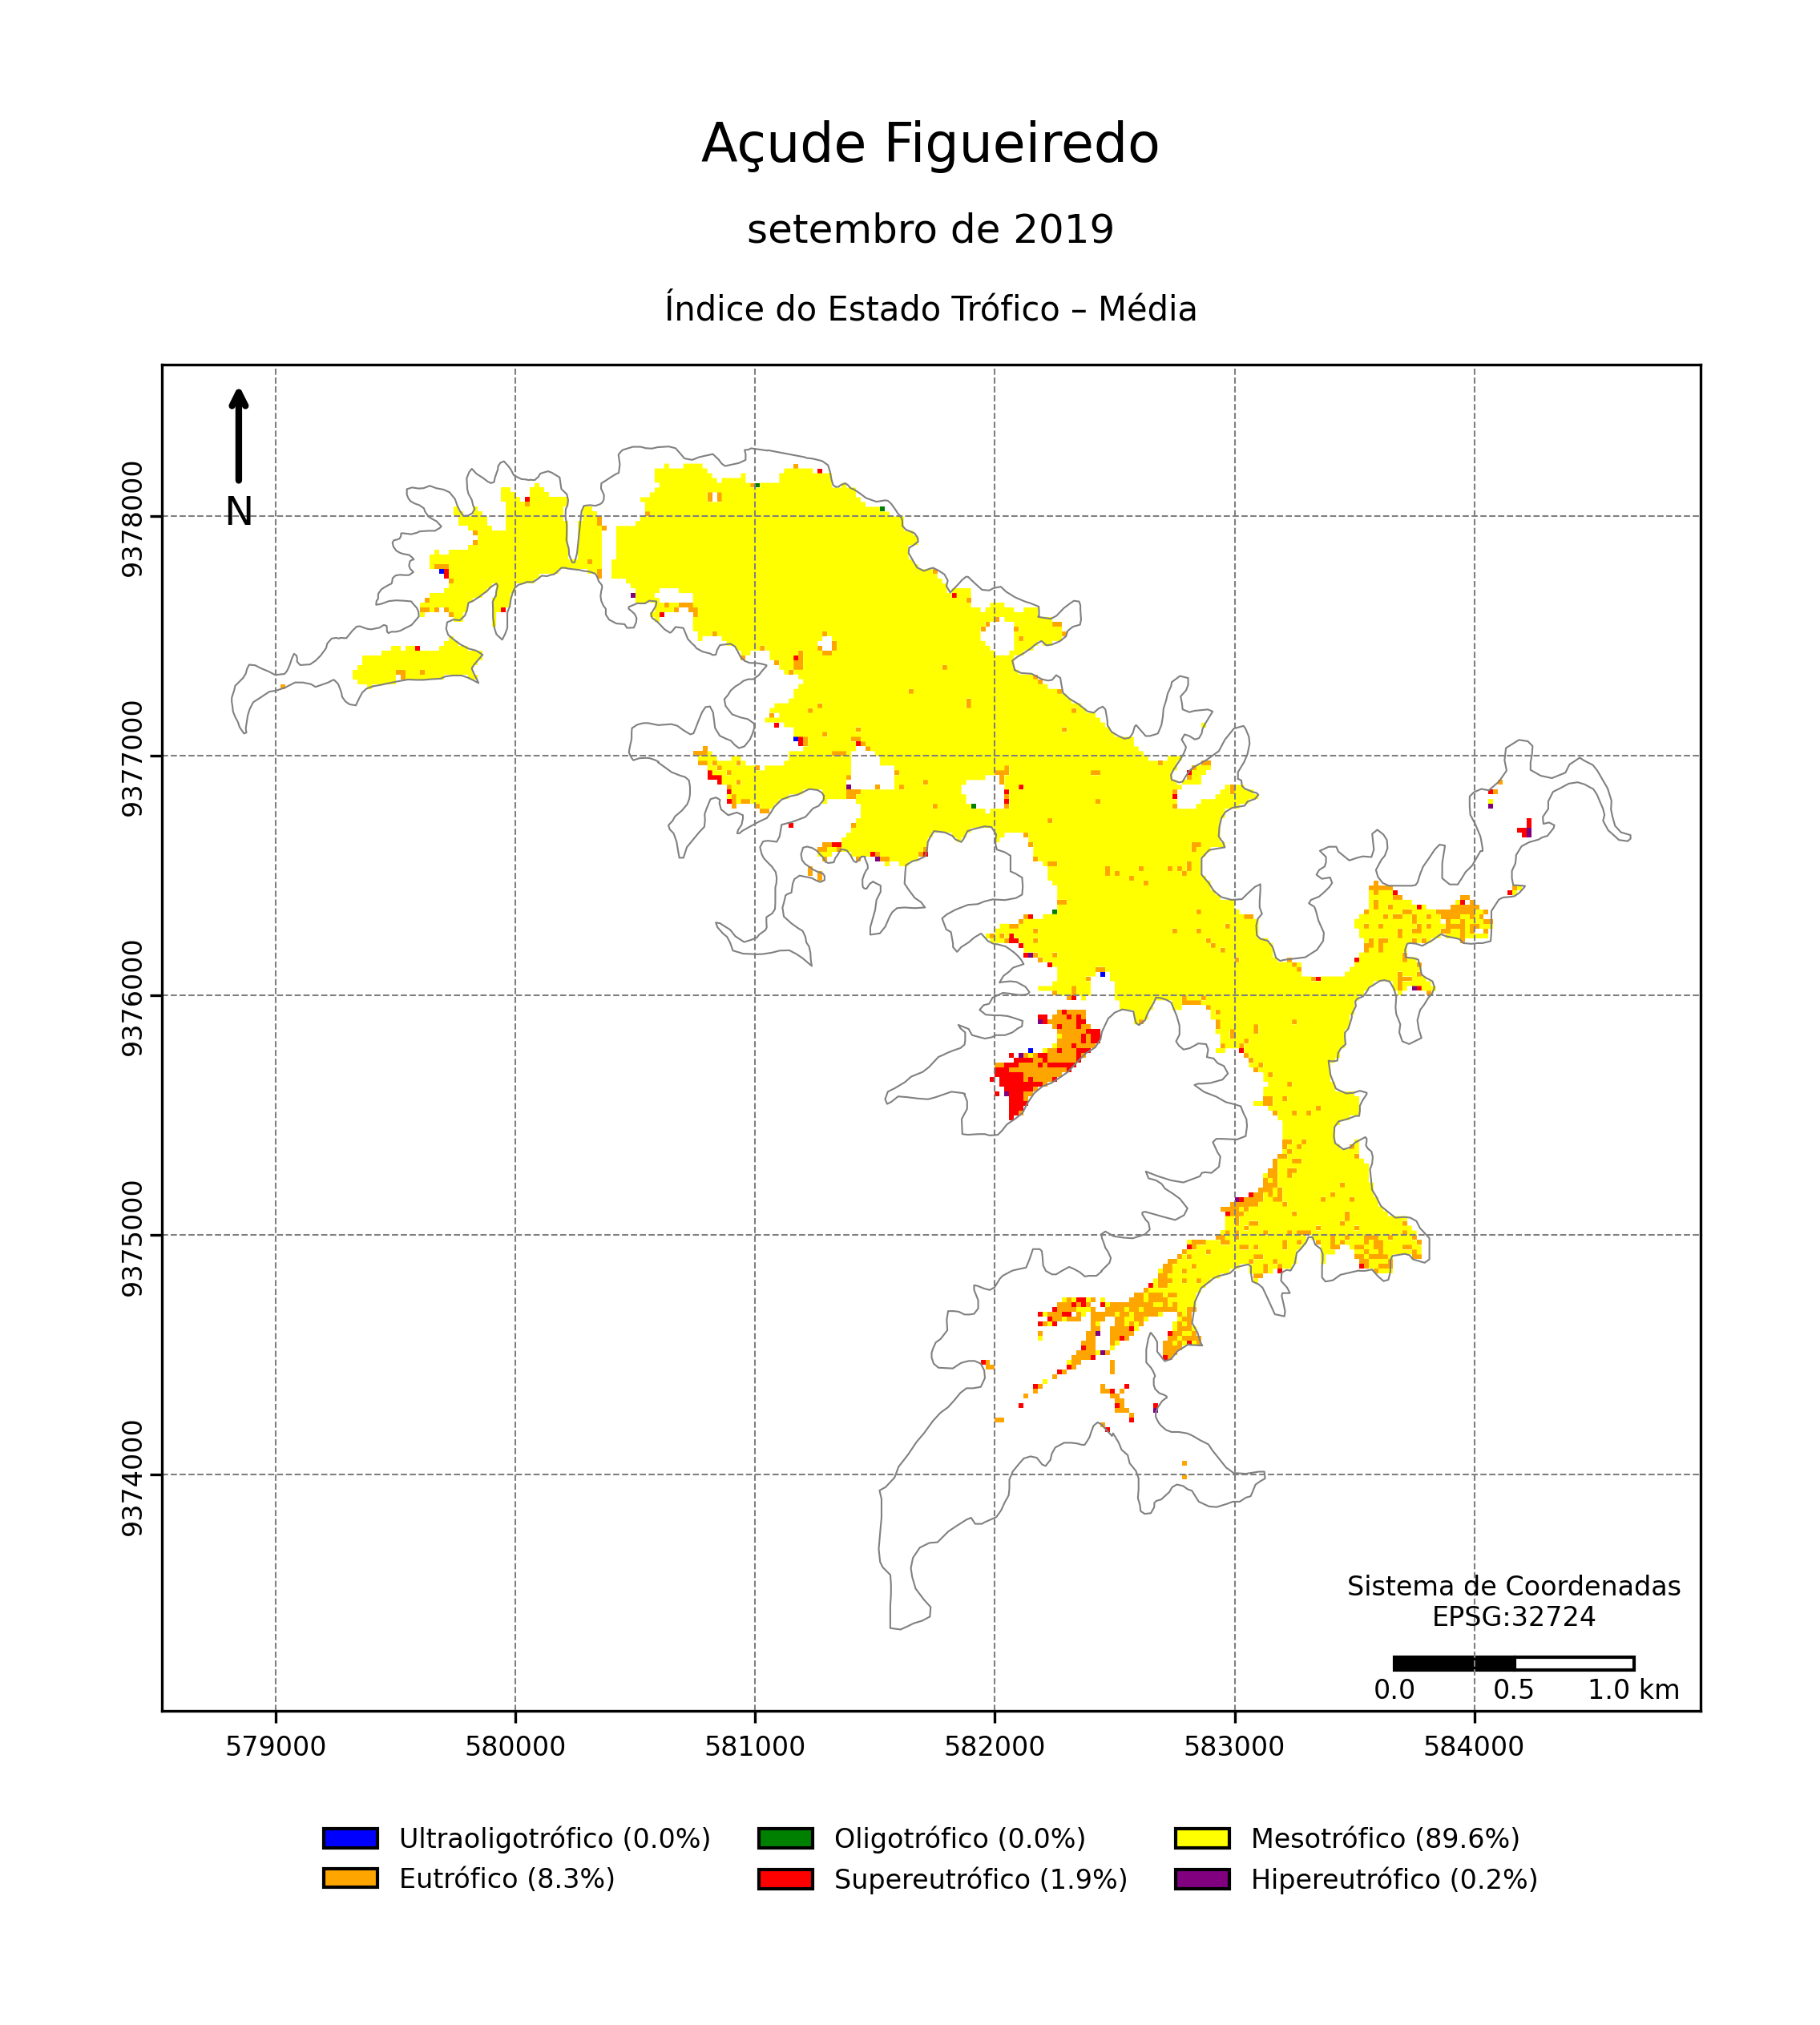 Açude Figueiredo
setembro de 2019
Índice do Estado Trófico – Média
N
9378000
9377000
9376000
9375000
9374000
Sistema de Coordenadas
EPSG:32724
0.0 0.5 1.0 km
579000 580000 581000 582000 583000 584000
Ultraoligotrófico (0.0%) Oligotrófico (0.0%) Mesotrófico (89.6%)
Eutrófico (8.3%) Supereutrófico (1.9%) Hipereutrófico (0.2%)